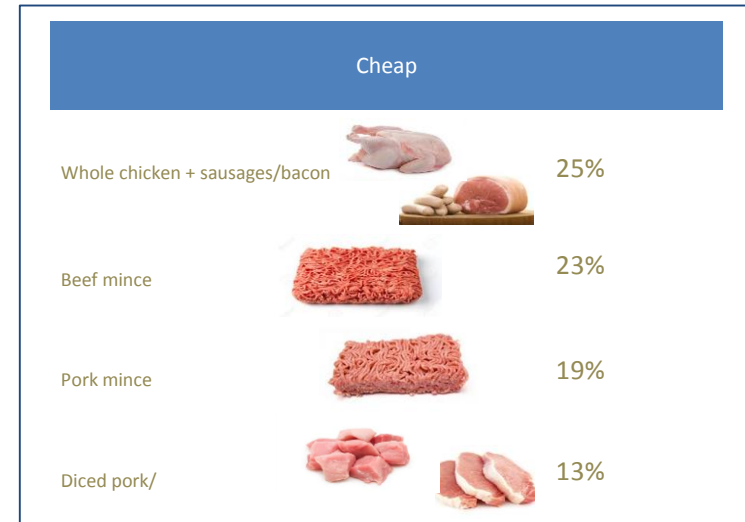 Cheap
Whole chicken + sausages/bacon 25%
Beef mince 23%
Pork mince 19%
Diced pork/ 13%